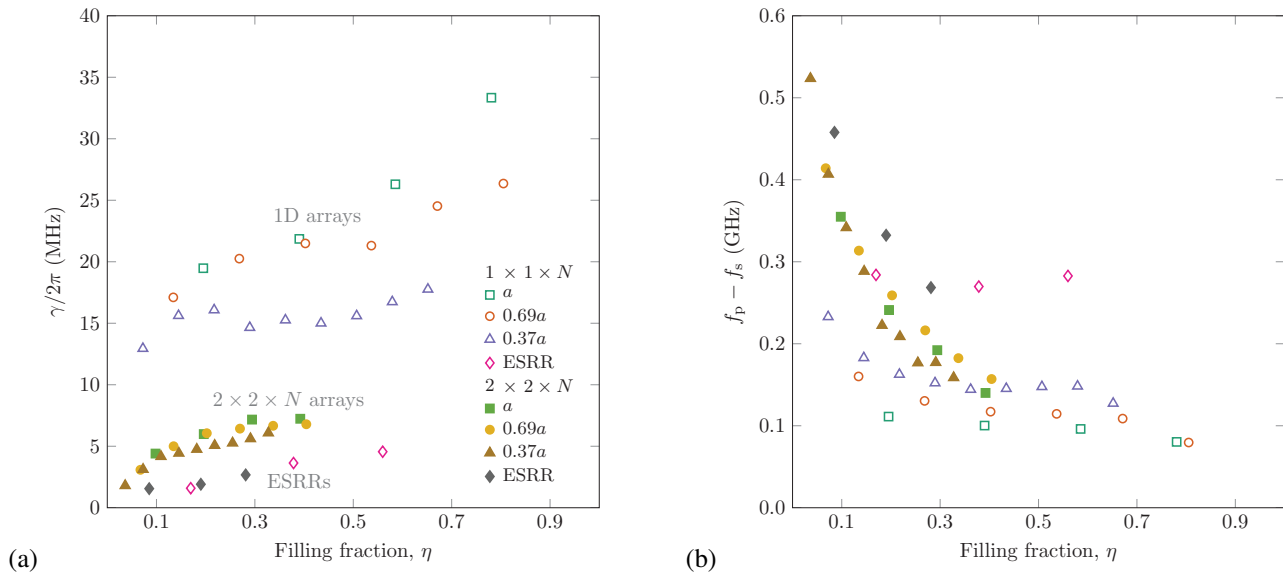 40
35
30
25
20
15
10
5
0
γ/2π (MHz)
1D arrays
2 × 2 × N arrays
ESRRs
1 × 1 × N
a
0.69a
0.37a
ESRR
2 × 2 × N
a
0.69a
0.37a
ESRR
0.1 0.3 0.5 0.7 0.9
Filling fraction, η
(a)
0.6
0.5
0.4
0.3
0.2
0.1
0.0
fp − fs (GHz)
0.1 0.3 0.5 0.7 0.9
Filling fraction, η
(b)